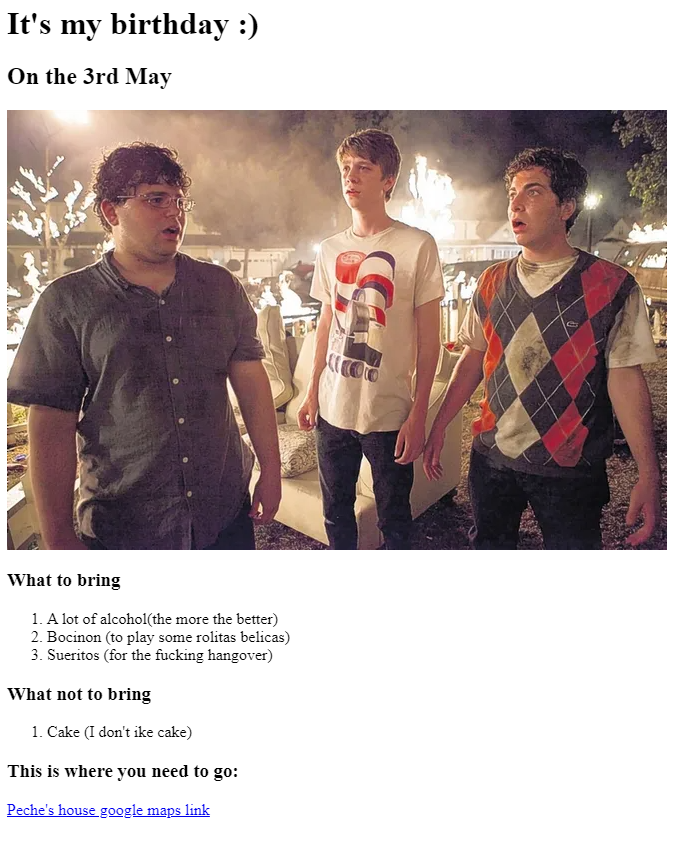 It's my birthday :)
On the 3rd May
What to bring
1. A lot of alcohol(the more the better)
2. Bocinon (to play some rolitas belicas)
3. Sueritos (for the fucking hangover)
What not to bring
1. Cake (I don't ike cake)
This is where you need to go:
Peche's house google maps link